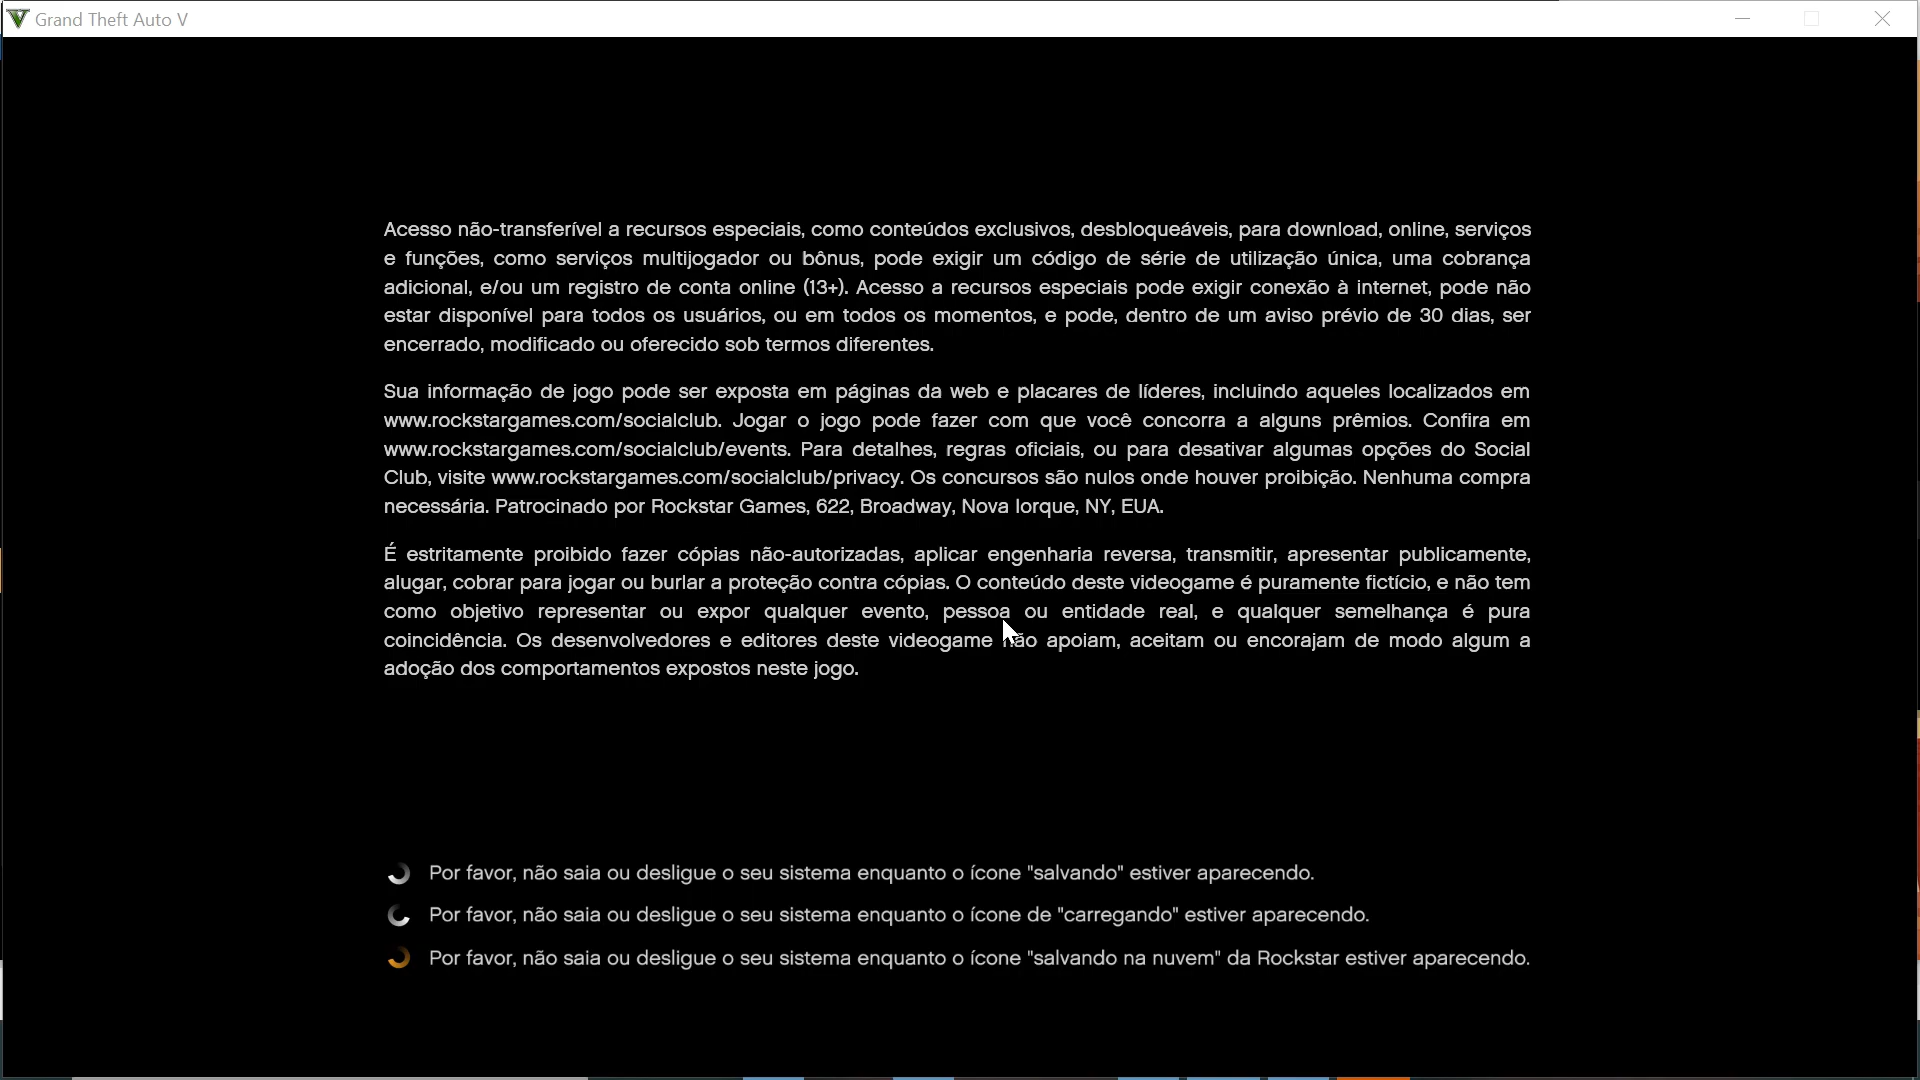 Grand Theft Auto V
Acesso não-transferível a recursos especiais, como conteúdos exclusivos, desbloqueáveis, para download, online, serviços
e funções, como serviços multijogador ou bônus, pode exigir um código de série de utilização única, uma cobrança
adicional, e/ou um registro de conta online (13+). Acesso a recursos especiais pode exigir conexão à internet, pode não
estar disponível para todos os usuários, ou em todos os momentos, e pode, dentro de um aviso prévio de 30 dias, ser
encerrado, modificado ou oferecido sob termos diferentes.
Sua informação de jogo pode ser exposta em páginas da web e placares de líderes, incluindo aqueles localizados em
www.rockstargames.com/socialclub. Jogar o jogo pode fazer com que você concorra a alguns prêmios. Confira em
www.rockstargames.com/socialclub/events. Para detalhes, regras oficiais, ou para desativar algumas opções do Social
Club, visite www.rockstargames.com/socialclub/privacy. Os concursos são nulos onde houver proibição. Nenhuma compra
necessária. Patrocinado por Rockstar Games, 622, Broadway, Nova Iorque, NY, EUA.
É estritamente proibido fazer cópias não-autorizadas, aplicar engenharia reversa, transmitir, apresentar publicamente,
alugar, cobrar para jogar ou burlar a proteção contra cópias. O conteúdo deste videogame é puramente fictício, e não tem
como objetivo representar ou expor qualquer evento, pessoa ou entidade real, e qualquer semelhança é pura
coincidência. Os desenvolvedores e editores deste videogame não apoiam, aceitam ou encorajam de modo algum a
adoção dos comportamentos expostos neste jogo.
Por favor, não saia ou desligue o seu sistema enquanto o ícone "salvando" estiver aparecendo.
Por favor, não saia ou desligue o seu sistema enquanto o ícone de "carregando" estiver aparecendo.
Por favor, não saia ou desligue o seu sistema enquanto o ícone "salvando na nuvem" da Rockstar estiver aparecendo.